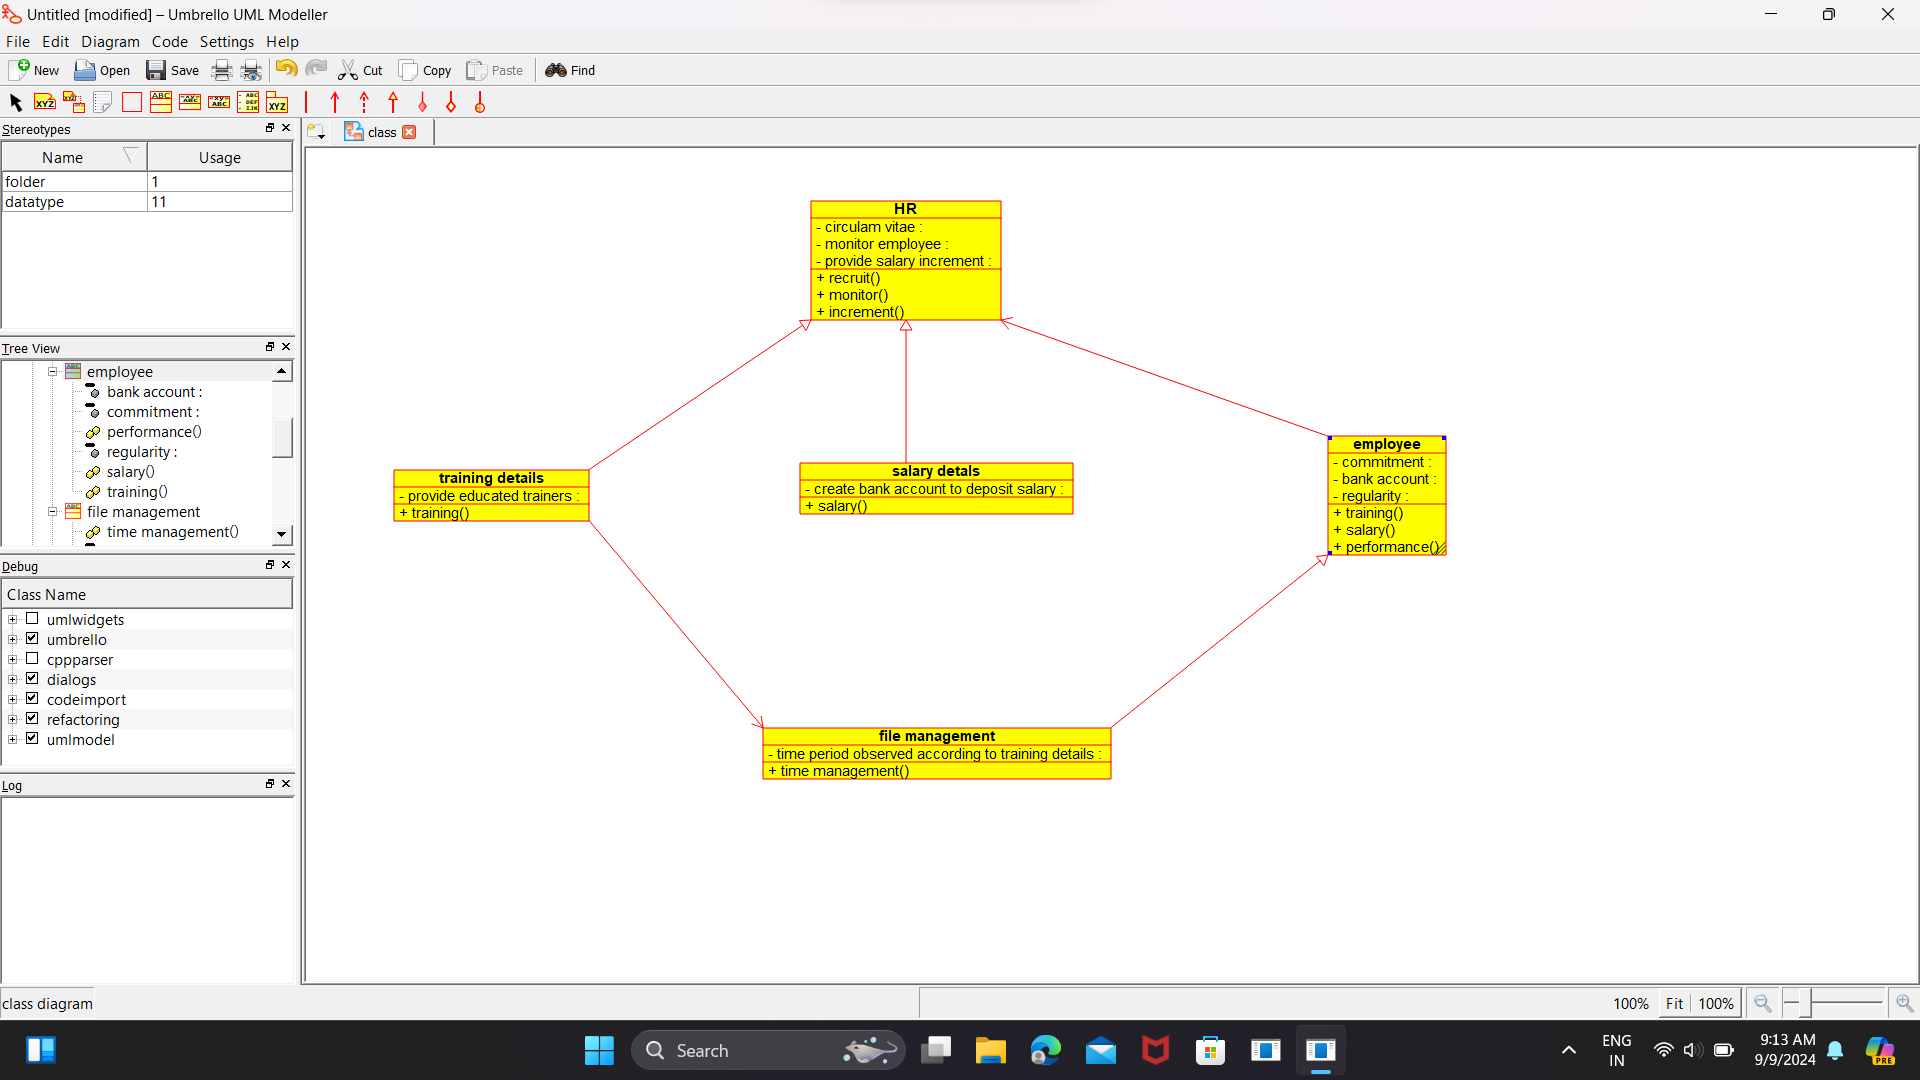 Untitled [modified] – Umbrello UML Modeller
File Edit Diagram Code Settings Help
New Open Save Cut Copy Paste Find
Stereotypes
class
Name Usage
folder 1
datatype 11
Tree View
employee
bank account :
commitment :
performance()
regularity :
salary()
training()
file management
time management()
Debug
Class Name
umlwidgets
umbrello
cppparser
dialogs
codeimport
refactoring
umlmodel
Log
HR
- circulam vitae :
- monitor employee :
- provide salary increment :
+ recruit()
+ monitor()
+ increment()
training details
- provide educated trainers :
+ training()
salary detals
- create bank account to deposit salary :
+ salary()
employee
- commitment :
- bank account :
- regularity :
+ training()
+ salary()
+ performance()
file management
- time period observed according to training details :
+ time management()
class diagram
100% Fit 100%
Search
ENG
IN
9:13 AM
9/9/2024
PRE